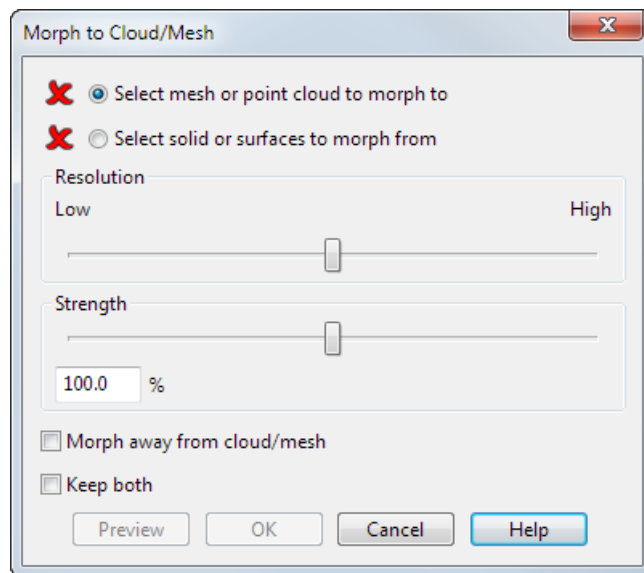 Morph to Cloud/Mesh
Select mesh or point cloud to morph to
Select solid or surfaces to morph from
Resolution
Low High
Strength
100.0 %
Morph away from cloud/mesh
Keep both
Preview OK Cancel Help